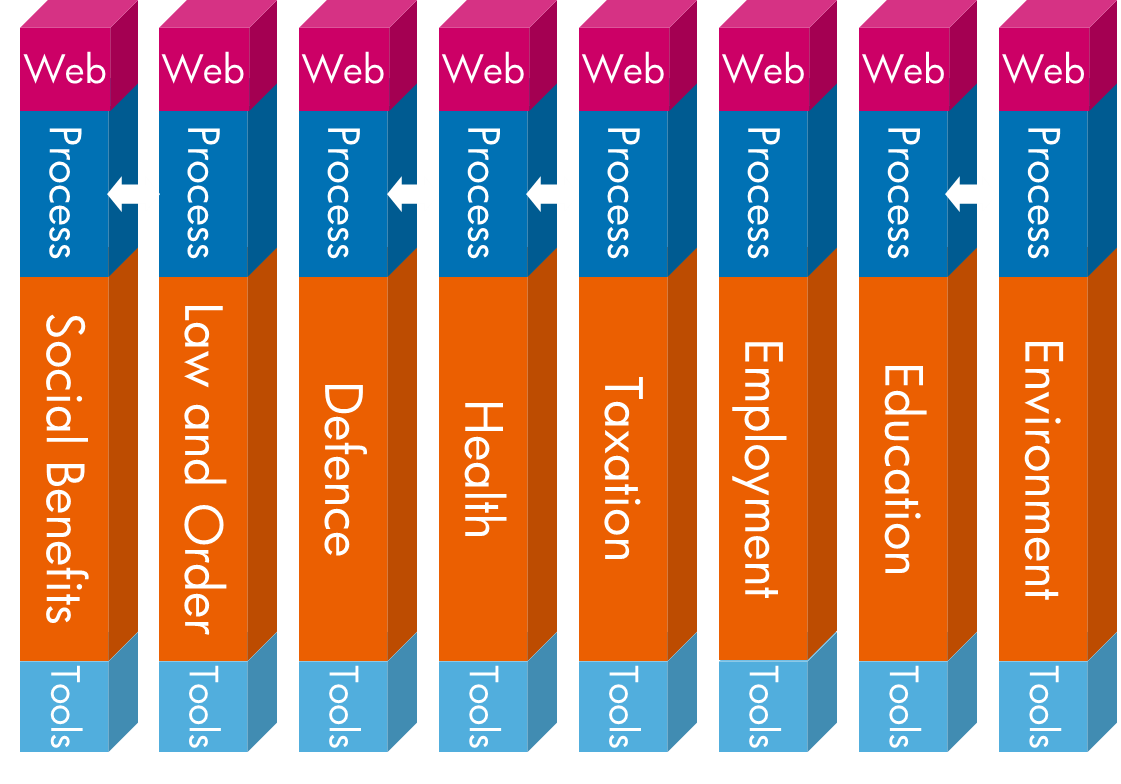 Web
Process
Social Benefits
Tools
Web
Process
Law and Order
Tools
Web
Process
Defence
Tools
Web
Process
Health
Tools
Web
Process
Taxation
Tools
Web
Process
Employment
Tools
Web
Process
Education
Tools
Web
Process
Environment
Tools